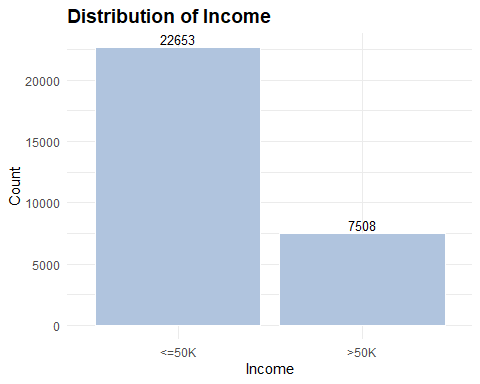 Distribution of Income
22653
7508
20000
15000
10000
5000
0
Count
<=50K
>50K
Income